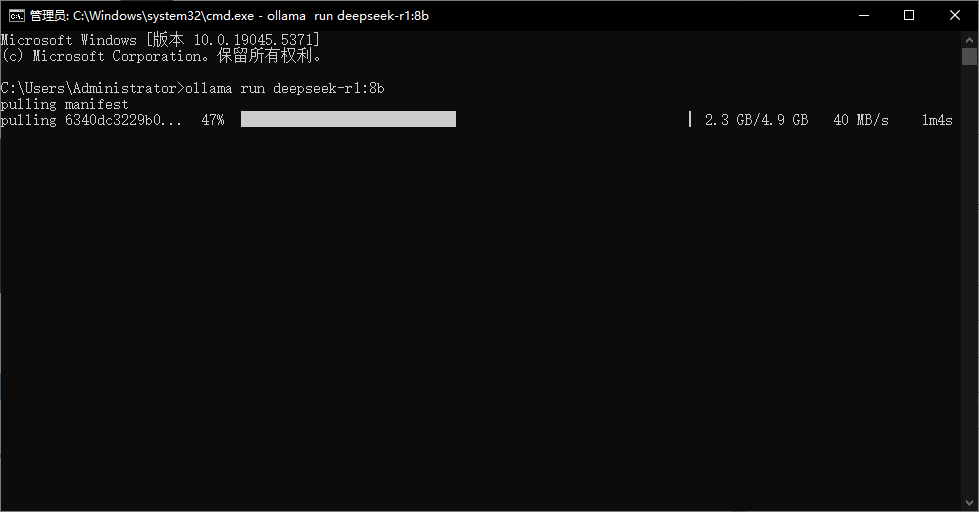 管理员: C:\Windows\system32\cmd.exe - ollama  run deepseek-r1:8b
Microsoft Windows [版本 10.0.19045.5371]
(c) Microsoft Corporation。保留所有权利。
C:\Users\Administrator>ollama run deepseek-r1:8b
pulling manifest
pulling 6340dc3229b0... 47% 2.3 GB/4.9 GB 40 MB/s 1m4s